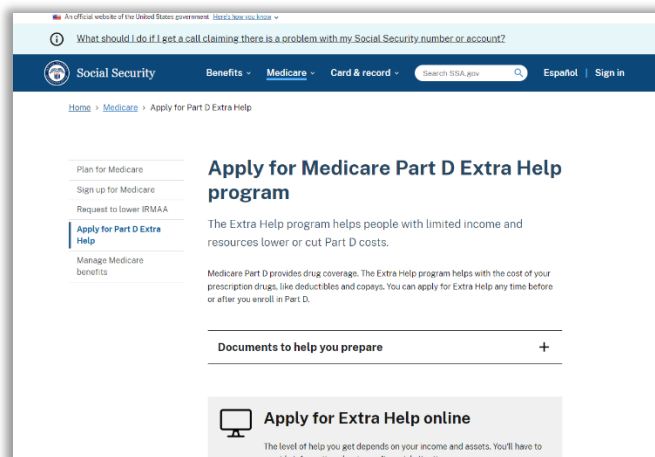 An official website of the United States government Here's how you know
What should I do if I get a call claiming there is a problem with my Social Security number or account?
Social Security Benefits Medicare Card & record Search SSA.gov Español | Sign in
Home > Medicare > Apply for Part D Extra Help
Plan for Medicare
Sign up for Medicare
Request to lower IRMAA
Apply for Part D Extra
Help
Manage Medicare
benefits
Apply for Medicare Part D Extra Help
program
The Extra Help program helps people with limited income and
resources lower or cut Part D costs.
Medicare Part D provides drug coverage. The Extra Help program helps with the cost of your
prescription drugs, like deductibles and copays. You can apply for Extra Help any time before
or after you enroll in Part D.
Documents to help you prepare +
Apply for Extra Help online
The level of help you get depends on your income and assets. You'll have to